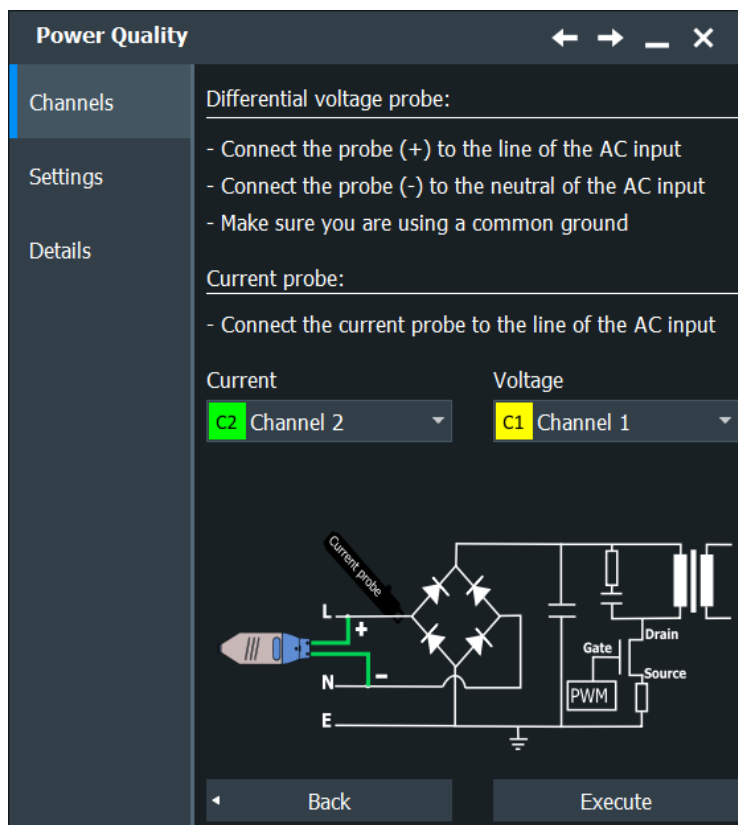 Power Quality
Channels
Settings
Details
Differential voltage probe:
- Connect the probe (+) to the line of the AC input
- Connect the probe (-) to the neutral of the AC input
- Make sure you are using a common ground
Current probe:
- Connect the current probe to the line of the AC input
Current
Voltage
C2 Channel 2
C1 Channel 1
Current probe
L
+
-
N
E
Gate
Drain
Source
PWM
Back
Execute